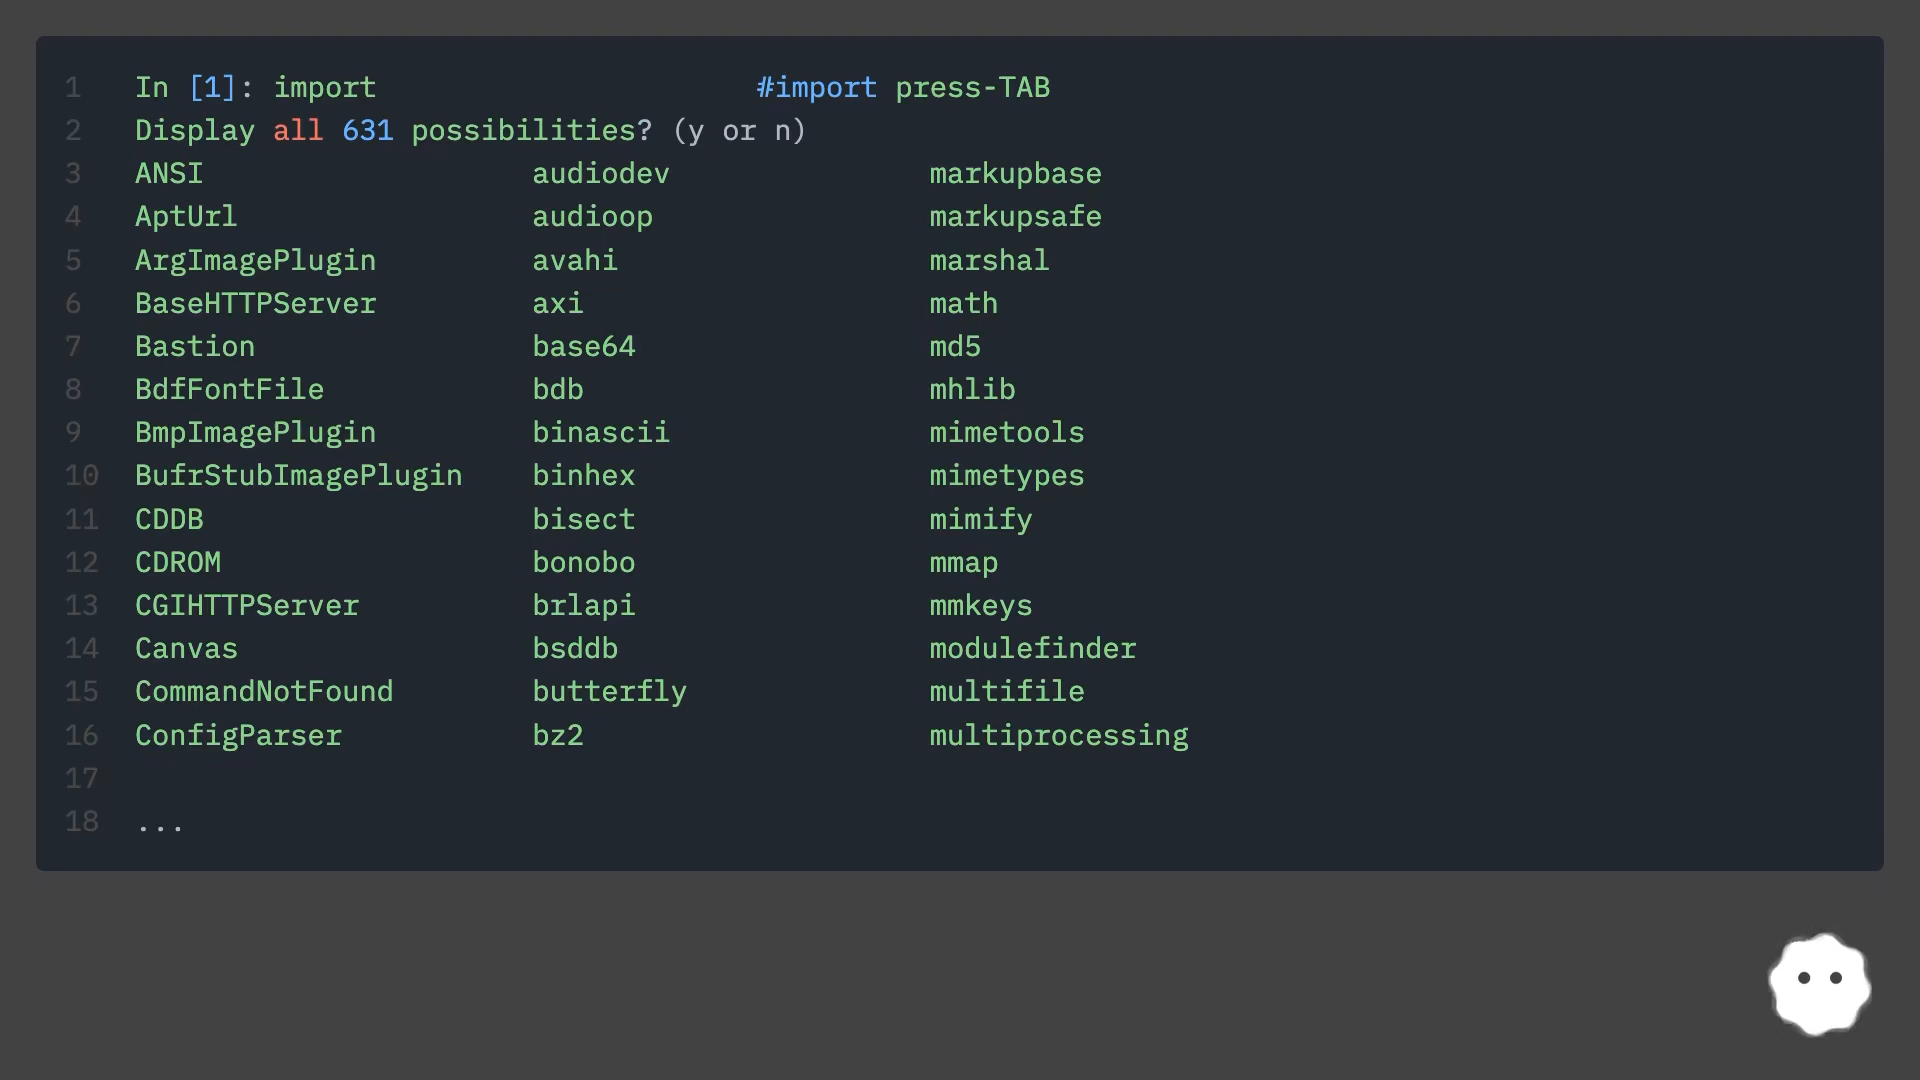 1 In [1]: import #import press-TAB
2 Display all 631 possibilities? (y or n)
3 ANSI audiodev markupbase
4 AptUrl audioop markupsafe
5 ArgImagePlugin avahi marshal
6 BaseHTTPServer axi math
7 Bastion base64 md5
8 BdfFontFile bdb mhlib
9 BmpImagePlugin binascii mimetools
10 BufrStubImagePlugin binhex mimetypes
11 CDDB bisect mimify
12 CDROM bonobo mmap
13 CGIHTTPServer brlapi mmkeys
14 Canvas bsddb modulefinder
15 CommandNotFound butterfly multifile
16 ConfigParser bz2 multiprocessing
17
18 ...